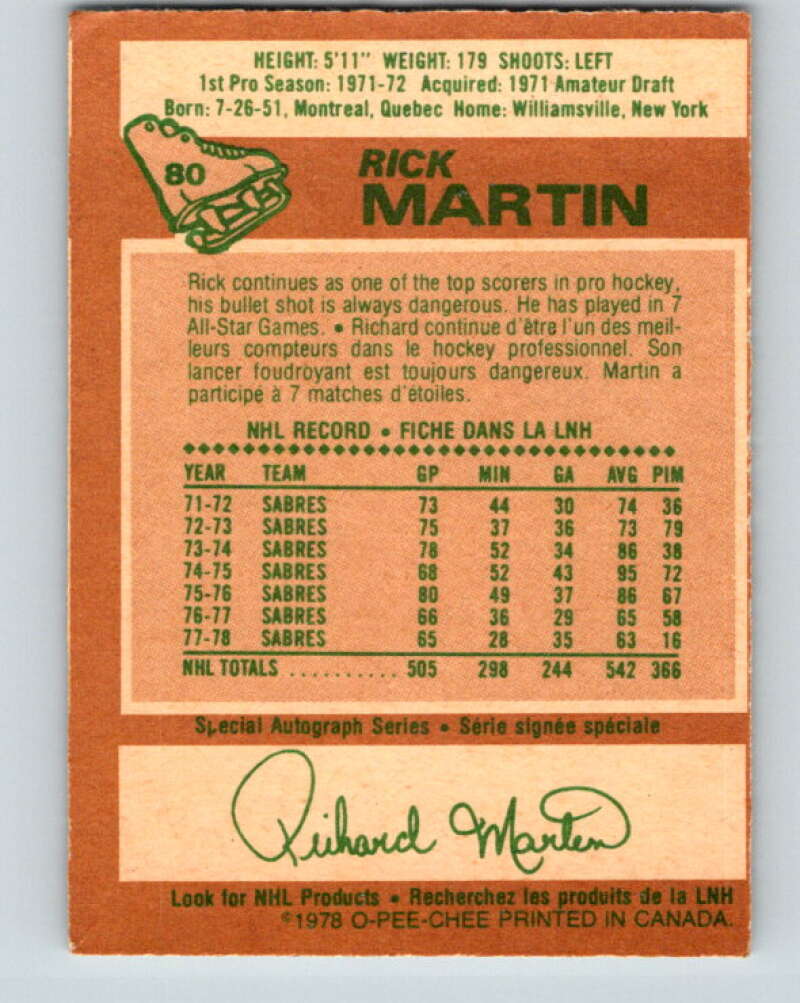 HEIGHT: 5'11" WEIGHT: 179 SHOOTS: LEFT
1st Pro Season: 1971-72 Acquired: 1971 Amateur Draft
Born: 7-26-51, Montreal, Quebec Home: Williamsville, New York
80
RICK
MARTIN
Rick continues as one of the top scorers in pro hockey,
his bullet shot is always dangerous. He has played in 7
All-Star Games. • Richard continue d'être l'un des meil-
leurs compteurs dans le hockey professionnel. Son
lancer foudroyant est toujours dangereux. Martin a
participé à 7 matches d'étoiles.
NHL RECORD • FICHE DANS LA LNH
YEAR TEAM GP MIN GA AVG PIM
71-72 SABRES 73 44 30 74 36
72-73 SABRES 75 37 36 73 79
73-74 SABRES 78 52 34 86 38
74-75 SABRES 68 52 43 95 72
75-76 SABRES 80 49 37 86 67
76-77 SABRES 66 36 29 65 58
77-78 SABRES 65 28 35 63 16
NHL TOTALS .......... 505 298 244 542 366
Special Autograph Series • Série signée spéciale
Richard Martin
Look for NHL Products • Recherchez les produits de la LNH
©1978 O-PEE-CHEE PRINTED IN CANADA.